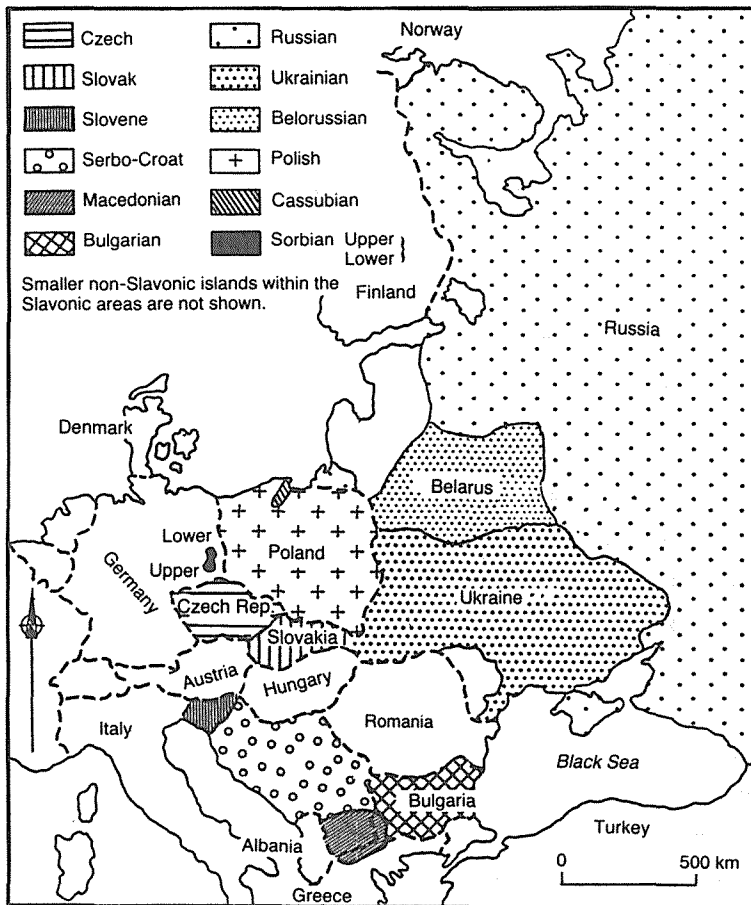 Czech
Slovak
Slovene
Serbo-Croat
Macedonian
Bulgarian
Russian
Ukrainian
Belorussian
Polish
Cassubian
Sorbian Upper
Lower
Smaller non-Slavonic islands within the
Slavonic areas are not shown.
Norway
Finland
Russia
Denmark
Belarus
Lower
Upper
Poland
Germany
Ukraine
Czech Rep.
Slovakia
Austria
Hungary
Romania
Italy
Black Sea
Bulgaria
Albania
Turkey
Greece
0 500 km